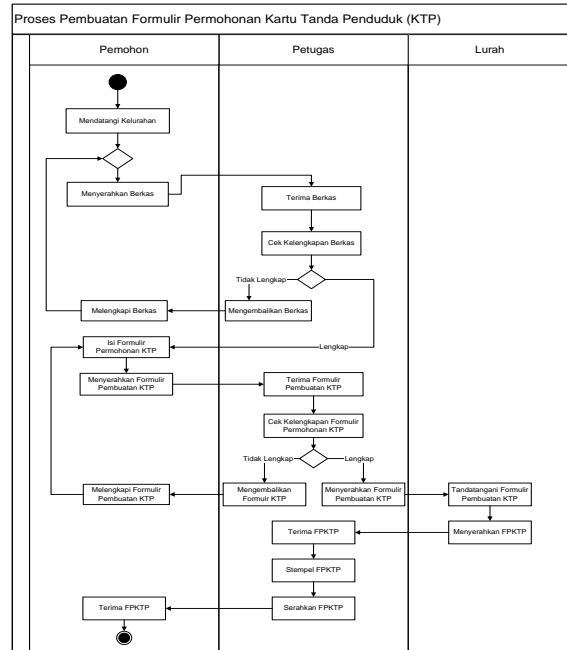 Proses Pembuatan Formulir Permohonan Kartu Tanda Penduduk (KTP)
Pemohon
Petugas
Lurah
Mendatangi Kelurahan
Menyerahkan Berkas
Terima Berkas
Cek Kelengkapan Berkas
Tidak Lengkap
Melengkapi Berkas
Mengembalikan Berkas
Isi Formulir
Permohonan KTP
Lengkap
Menyerahkan Formulir
Pembuatan KTP
Terima Formulir
Pembuatan KTP
Cek Kelengkapan Formulir
Permohonan KTP
Tidak Lengkap
Lengkap
Melengkapi Formulir
Pembuatan KTP
Mengembalikan
Formulr KTP
Menyerahkan Formulir
Pembuatan KTP
Tandatangani Formulir
Pembuatan KTP
Terima FPKTP
Menyerahkan FPKTP
Stempel FPKTP
Terima FPKTP
Serahkan FPKTP